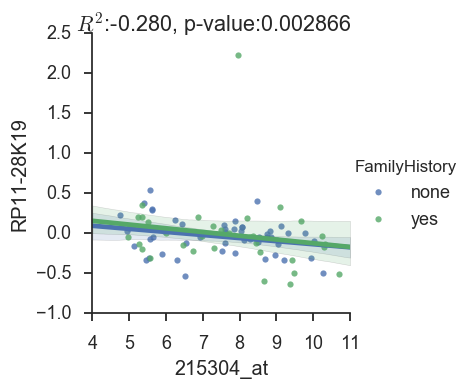 R²:-0.280, p-value:0.002866
2.5
2.0
1.5
1.0
0.5
0.0
−0.5
−1.0
RP11-28K19
4 5 6 7 8 9 10 11
215304_at
FamilyHistory
none
yes